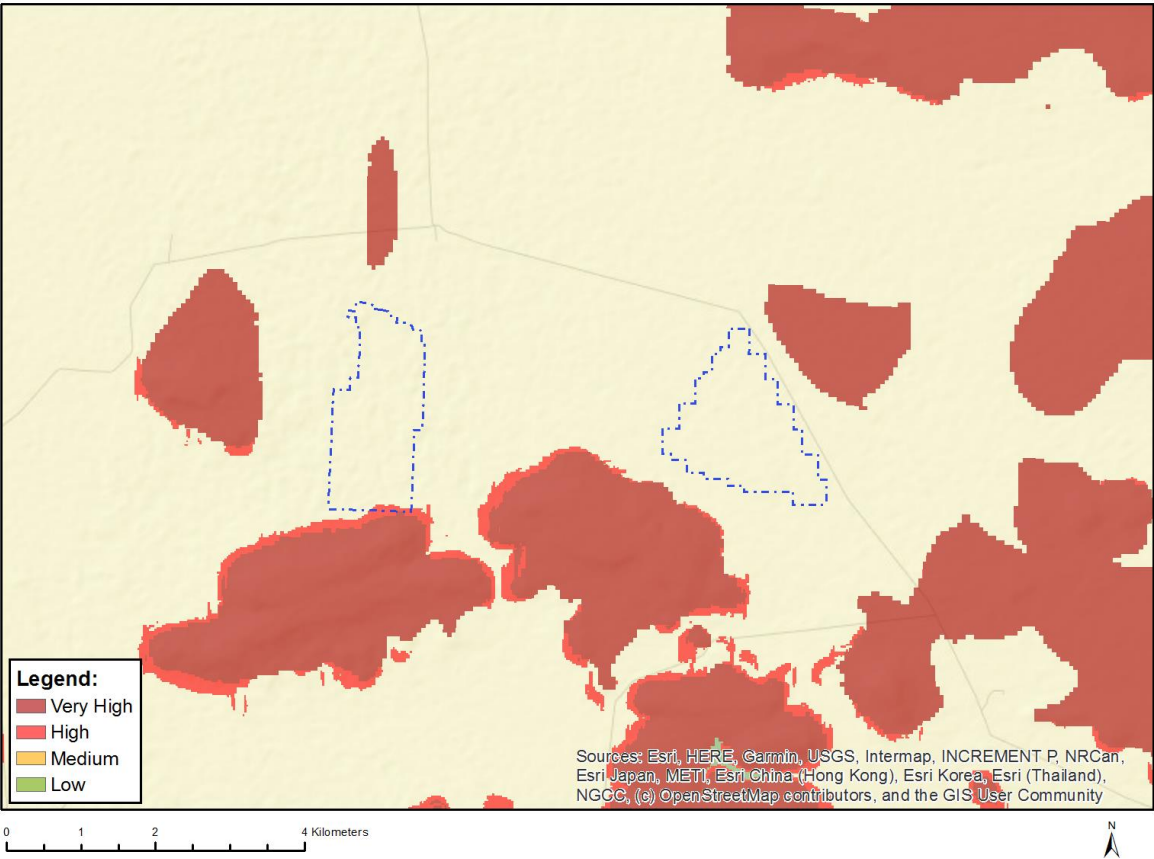 Legend:
Very High
High
Medium
Low
Sources: Esri, HERE, Garmin, USGS, Intermap, INCREMENT P, NRCan,
Esri Japan, METI, Esri China (Hong Kong), Esri Korea, Esri (Thailand),
NGCC, (c) OpenStreetMap contributors, and the GIS User Community
0 1 2 4 Kilometers
N